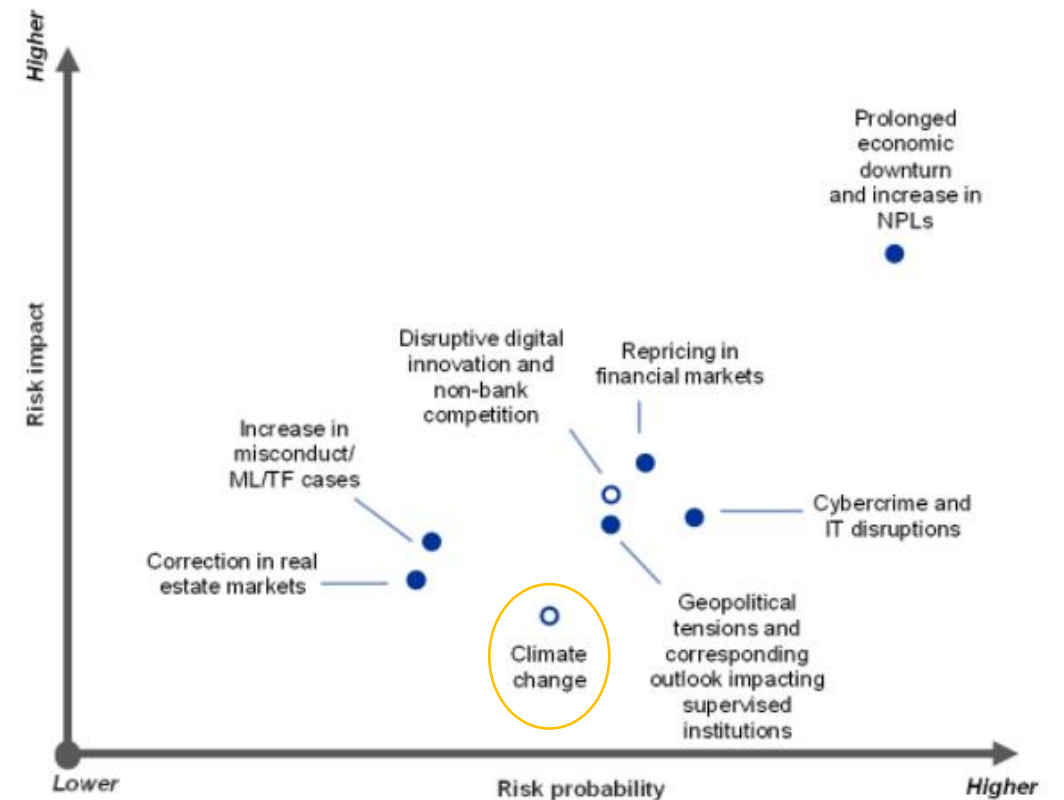 Higher
Risk impact
Prolonged
economic
downturn
and increase in
NPLs
Disruptive digital
innovation and
non-bank
competition
Repricing in
financial markets
Increase in
misconduct/
ML/TF cases
Cybercrime and
IT disruptions
Correction in real
estate markets
Geopolitical
tensions and
corresponding
outlook impacting
supervised
institutions
Climate
change
Lower
Risk probability
Higher